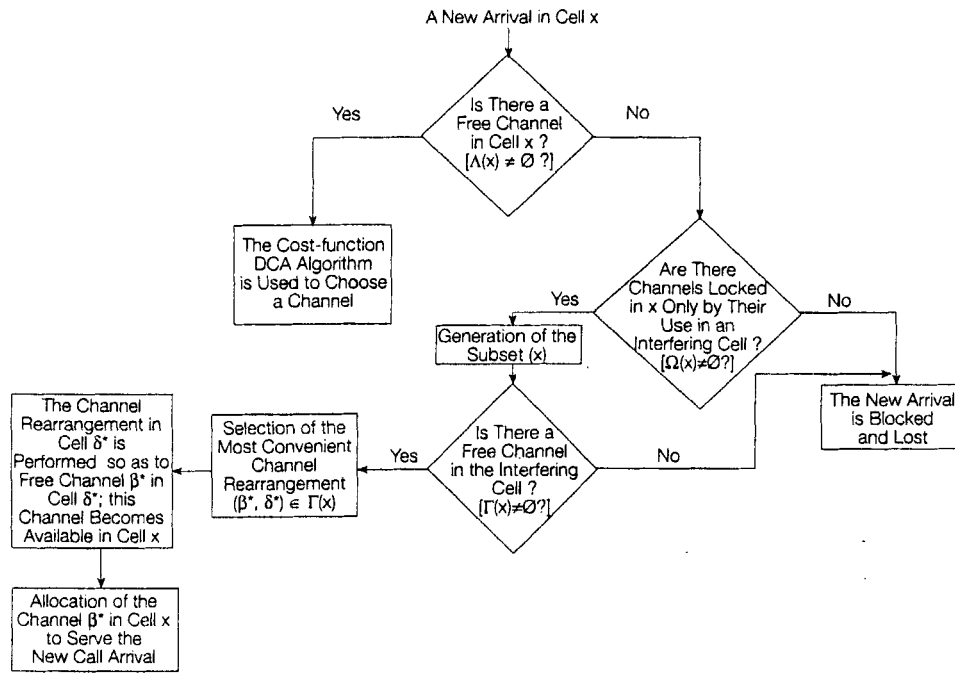 A New Arrival in Cell x
Is There a
Free Channel
in Cell x ?
[Λ(x) ≠ Ø ?]
Yes
No
The Cost-function
DCA Algorithm
is Used to Choose
a Channel
Are There
Channels Locked
in x Only by Their
Use in an
Interfering Cell ?
[Ω(x)≠Ø?]
Yes
No
Generation of the
Subset (x)
The New Arrival
is Blocked
and Lost
Is There a
Free Channel
in the Interfering
Cell ?
[Γ(x)≠Ø?]
Yes
No
Selection of the
Most Convenient
Channel
Rearrangement
(β*, δ*) ∈ Γ(x)
The Channel
Rearrangement in
Cell δ* is
Performed so as to
Free Channel β* in
Cell δ*; this
Channel Becomes
Available in Cell x
Allocation of the
Channel β* in Cell x
to Serve the
New Call Arrival